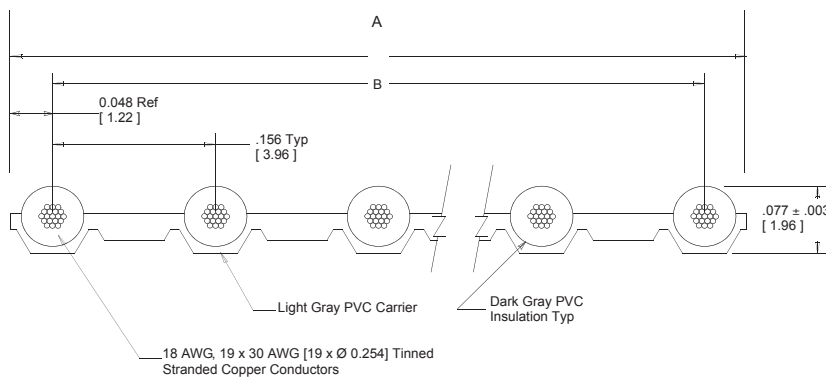 A
B
0.048 Ref
[ 1.22 ]
.156 Typ
[ 3.96 ]
.077 ± .003
[ 1.96 ]
Light Gray PVC Carrier
Dark Gray PVC
Insulation Typ
18 AWG, 19 x 30 AWG [19 x Ø 0.254] Tinned
Stranded Copper Conductors